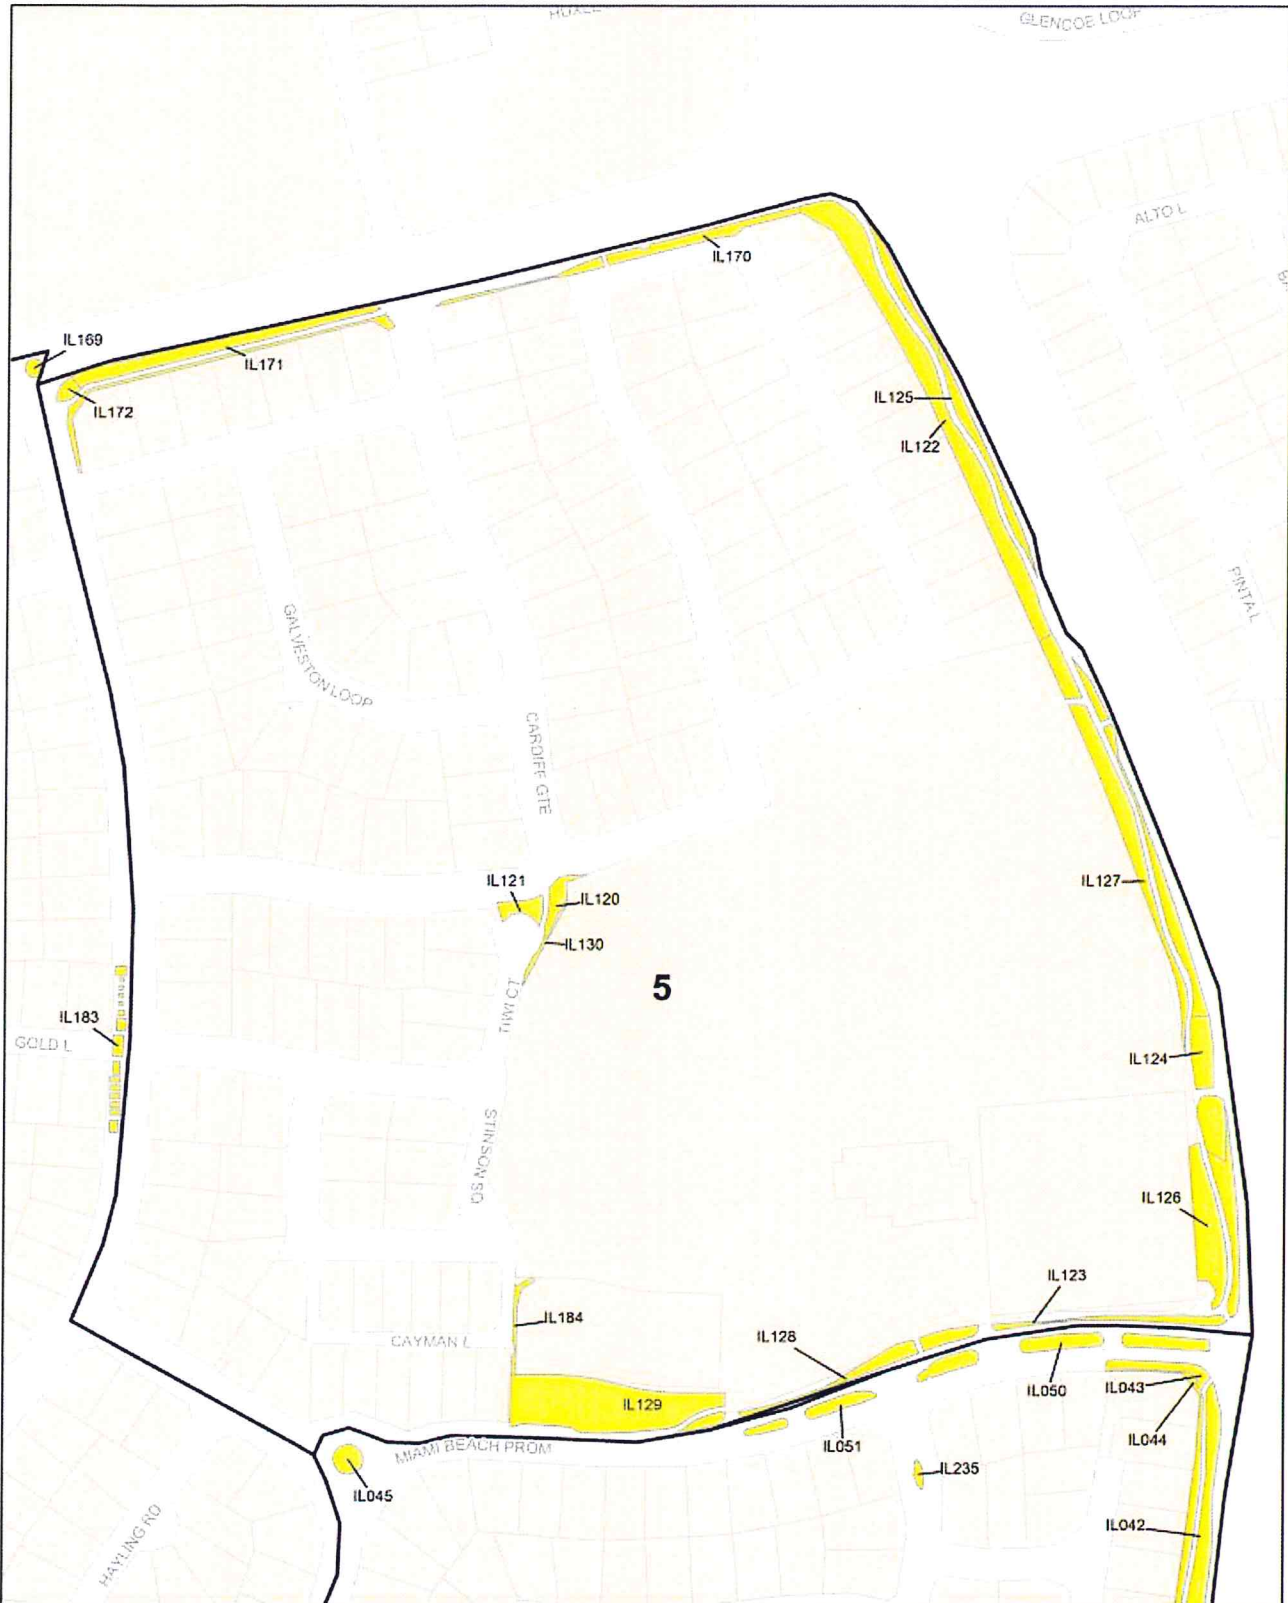 GLENCOE LOOP
ALTO L
IL170
IL169
IL171
IL172
IL125
IL122
PINTA L
GALVESTON LOOP
CARDIFF GTE
IL121
IL120
IL127
IL130
5
TIWI CT
IL183
GOLD L
IL124
STINSON SQ
IL126
IL123
IL184
CAYMAN L
IL128
IL050
IL043
IL129
IL044
IL051
MIAMI BEACH PROM
IL235
IL045
IL042
HAYLING RD